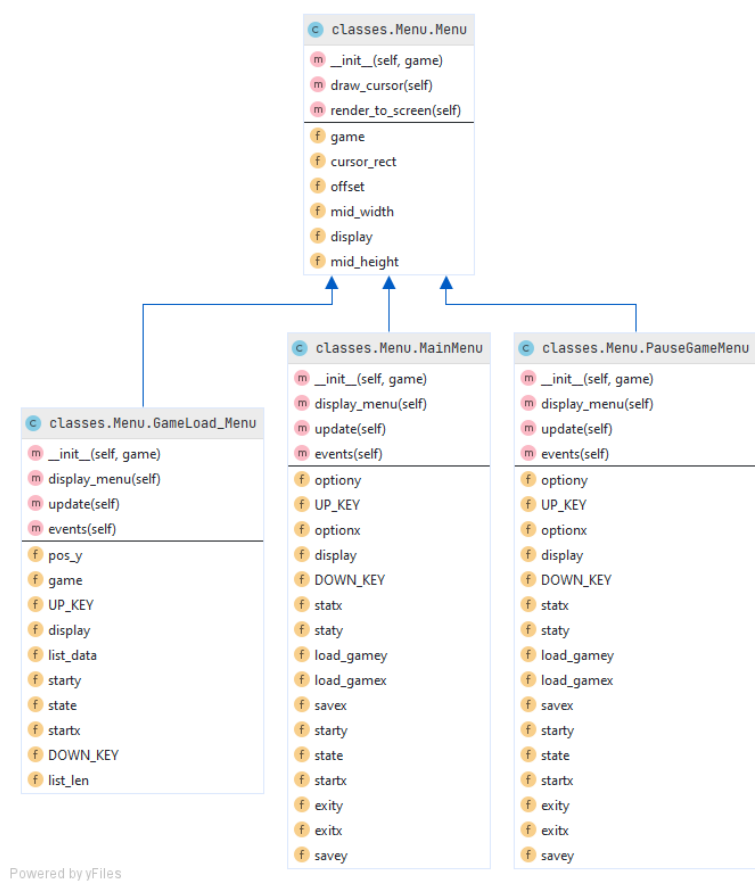 C classes.Menu.Menu
m __init__(self, game)
m draw_cursor(self)
m render_to_screen(self)
f game
f cursor_rect
f offset
f mid_width
f display
f mid_height
C classes.Menu.GameLoad_Menu
m __init__(self, game)
m display_menu(self)
m update(self)
m events(self)
f pos_y
f game
f UP_KEY
f display
f list_data
f starty
f state
f startx
f DOWN_KEY
f list_len
C classes.Menu.MainMenu
m __init__(self, game)
m display_menu(self)
m update(self)
m events(self)
f optiony
f UP_KEY
f optionx
f display
f DOWN_KEY
f statx
f staty
f load_gamey
f load_gamex
f savex
f starty
f state
f startx
f exity
f exitx
f savey
C classes.Menu.PauseGameMenu
m __init__(self, game)
m display_menu(self)
m update(self)
m events(self)
f optiony
f UP_KEY
f optionx
f display
f DOWN_KEY
f statx
f staty
f load_gamey
f load_gamex
f savex
f starty
f state
f startx
f exity
f exitx
f savey
Powered by yFiles